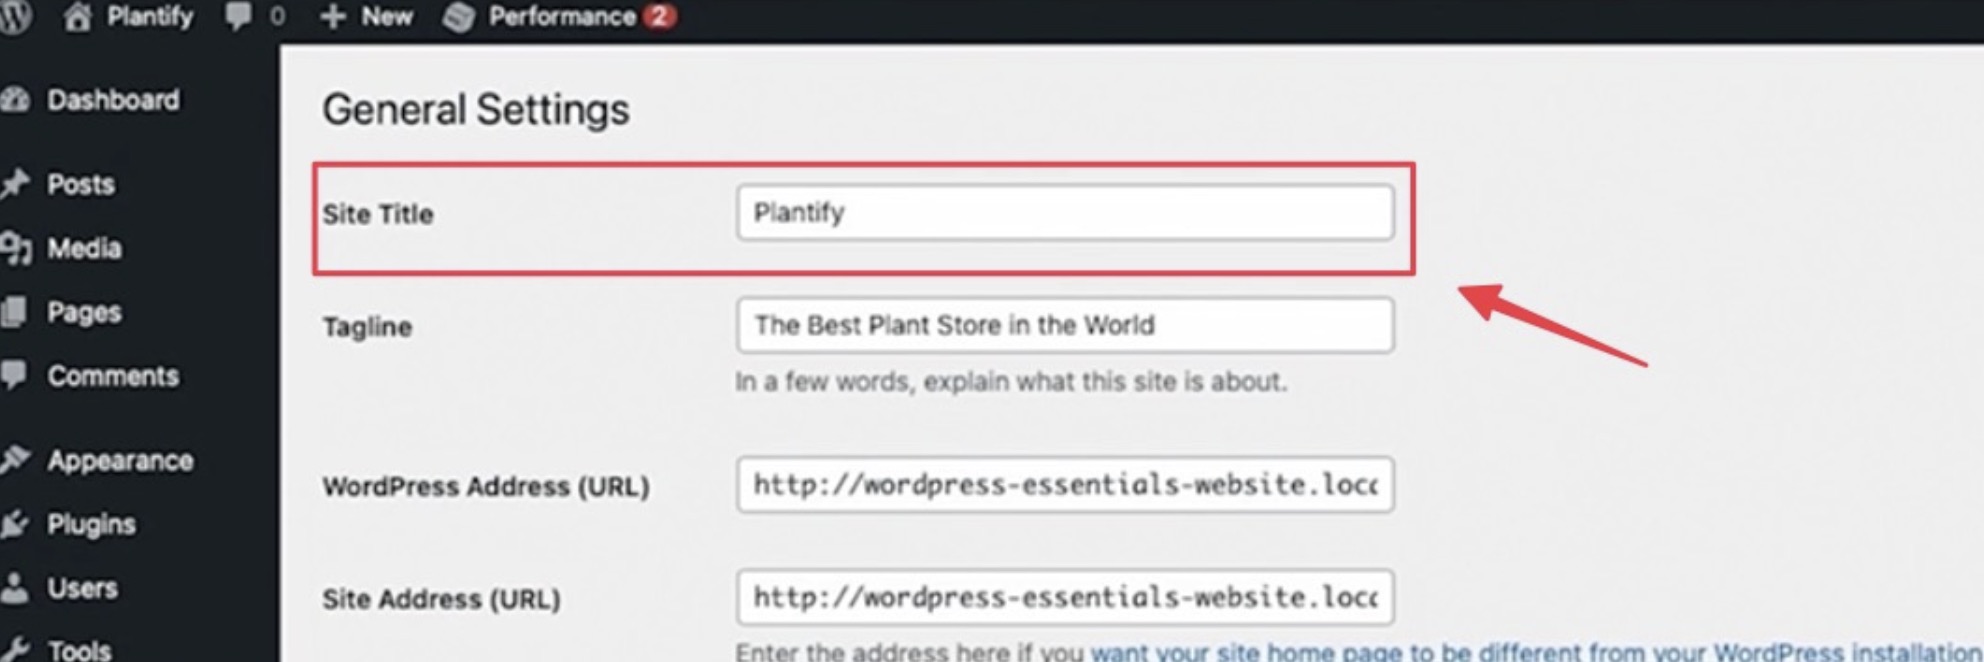 Plantify 0 New Performance 2
Dashboard
Posts
Media
Pages
Comments
Appearance
Plugins
Users
Tools
General Settings
Site Title Plantify
Tagline The Best Plant Store in the World
In a few words, explain what this site is about.
WordPress Address (URL) http://wordpress-essentials-website.loc
Site Address (URL) http://wordpress-essentials-website.loc
Enter the address here if you want your site home page to be different from your WordPress installation